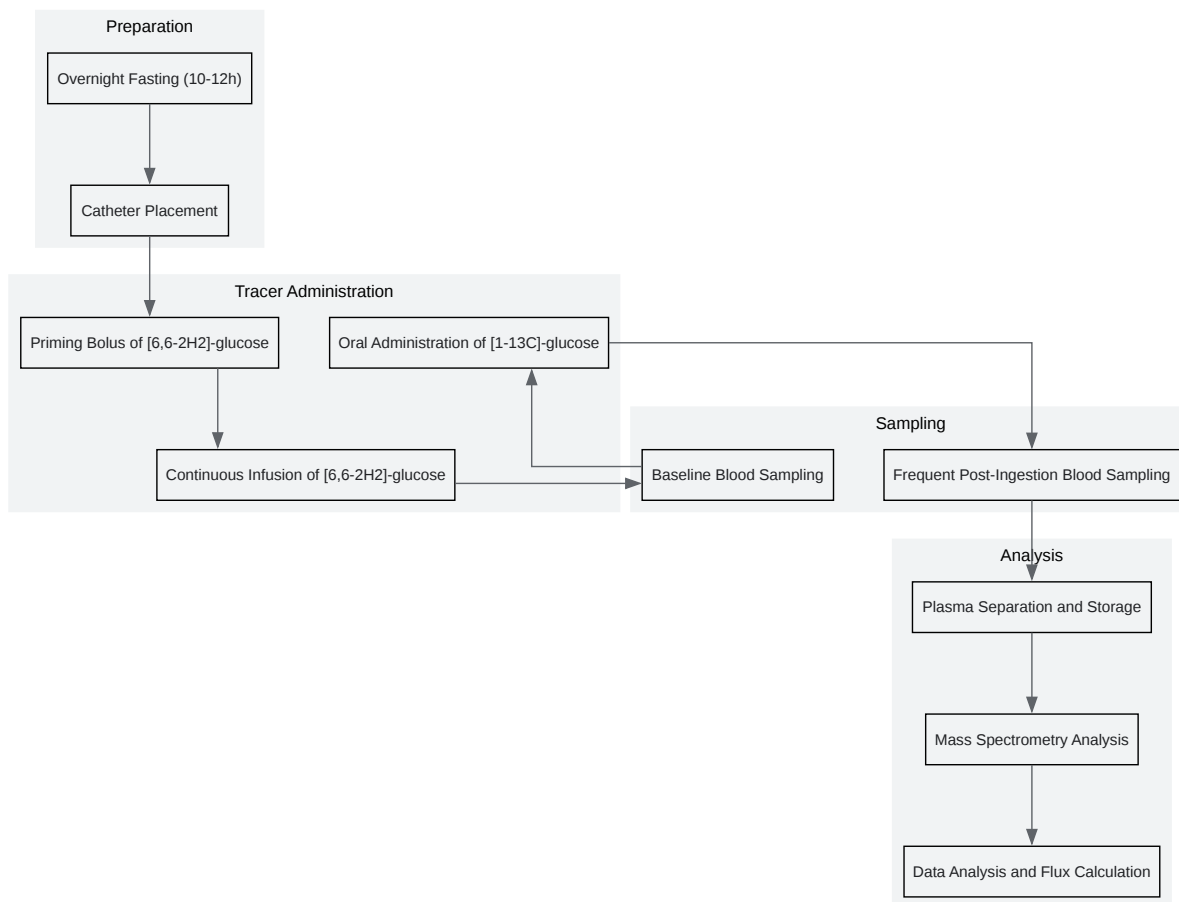 Preparation
Overnight Fasting (10-12h)
Catheter Placement
Tracer Administration
Priming Bolus of [6,6-2H2]-glucose
Oral Administration of [1-13C]-glucose
Continuous Infusion of [6,6-2H2]-glucose
Sampling
Baseline Blood Sampling
Frequent Post-Ingestion Blood Sampling
Analysis
Plasma Separation and Storage
Mass Spectrometry Analysis
Data Analysis and Flux Calculation